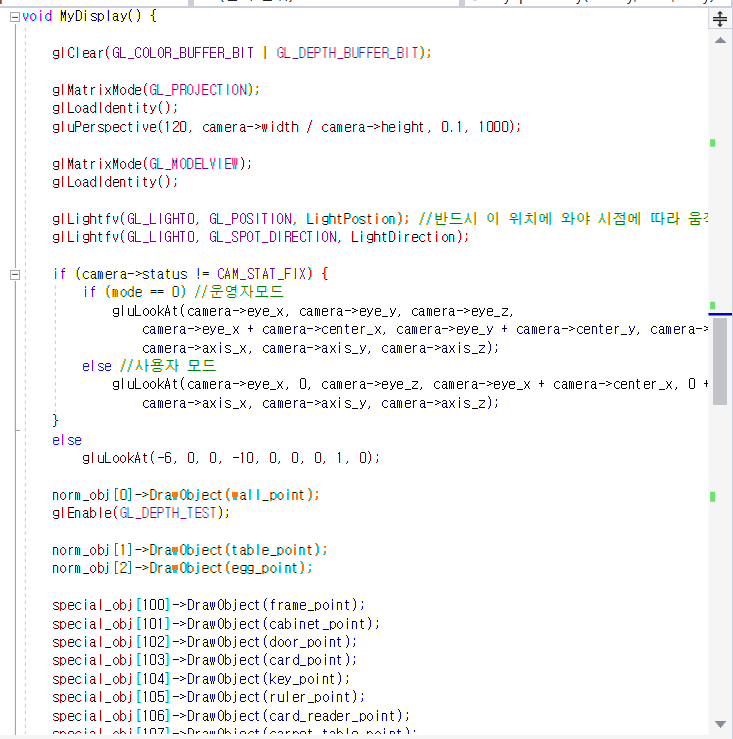 void MyDisplay() {
glClear(GL_COLOR_BUFFER_BIT | GL_DEPTH_BUFFER_BIT);
glMatrixMode(GL_PROJECTION);
glLoadIdentity();
gluPerspective(120, camera->width / camera->height, 0.1, 1000);
glMatrixMode(GL_MODELVIEW);
glLoadIdentity();
glLightfv(GL_LIGHT0, GL_POSITION, LightPostion); //반드시 이 위치에 와야 시점에 따라
glLightfv(GL_LIGHT0, GL_SPOT_DIRECTION, LightDirection);
if (camera->status != CAM_STAT_FIX) {
if (mode == 0) //운영자모드
gluLookAt(camera->eye_x, camera->eye_y, camera->eye_z,
camera->eye_x + camera->center_x, camera->eye_y + camera->center_y, camera->
camera->axis_x, camera->axis_y, camera->axis_z);
else //사용자 모드
gluLookAt(camera->eye_x, 0, camera->eye_z, camera->eye_x + camera->center_x, 0 +
camera->axis_x, camera->axis_y, camera->axis_z);
}
else
gluLookAt(-6, 0, 0, -10, 0, 0, 0, 1, 0);
norm_obj[0]->DrawObject(wall_point);
glEnable(GL_DEPTH_TEST);
norm_obj[1]->DrawObject(table_point);
norm_obj[2]->DrawObject(egg_point);
special_obj[100]->DrawObject(frame_point);
special_obj[101]->DrawObject(cabinet_point);
special_obj[102]->DrawObject(door_point);
special_obj[103]->DrawObject(card_point);
special_obj[104]->DrawObject(key_point);
special_obj[105]->DrawObject(ruler_point);
special_obj[106]->DrawObject(card_reader_point);
special_obj[107]->DrawObject(carpet_table_point);